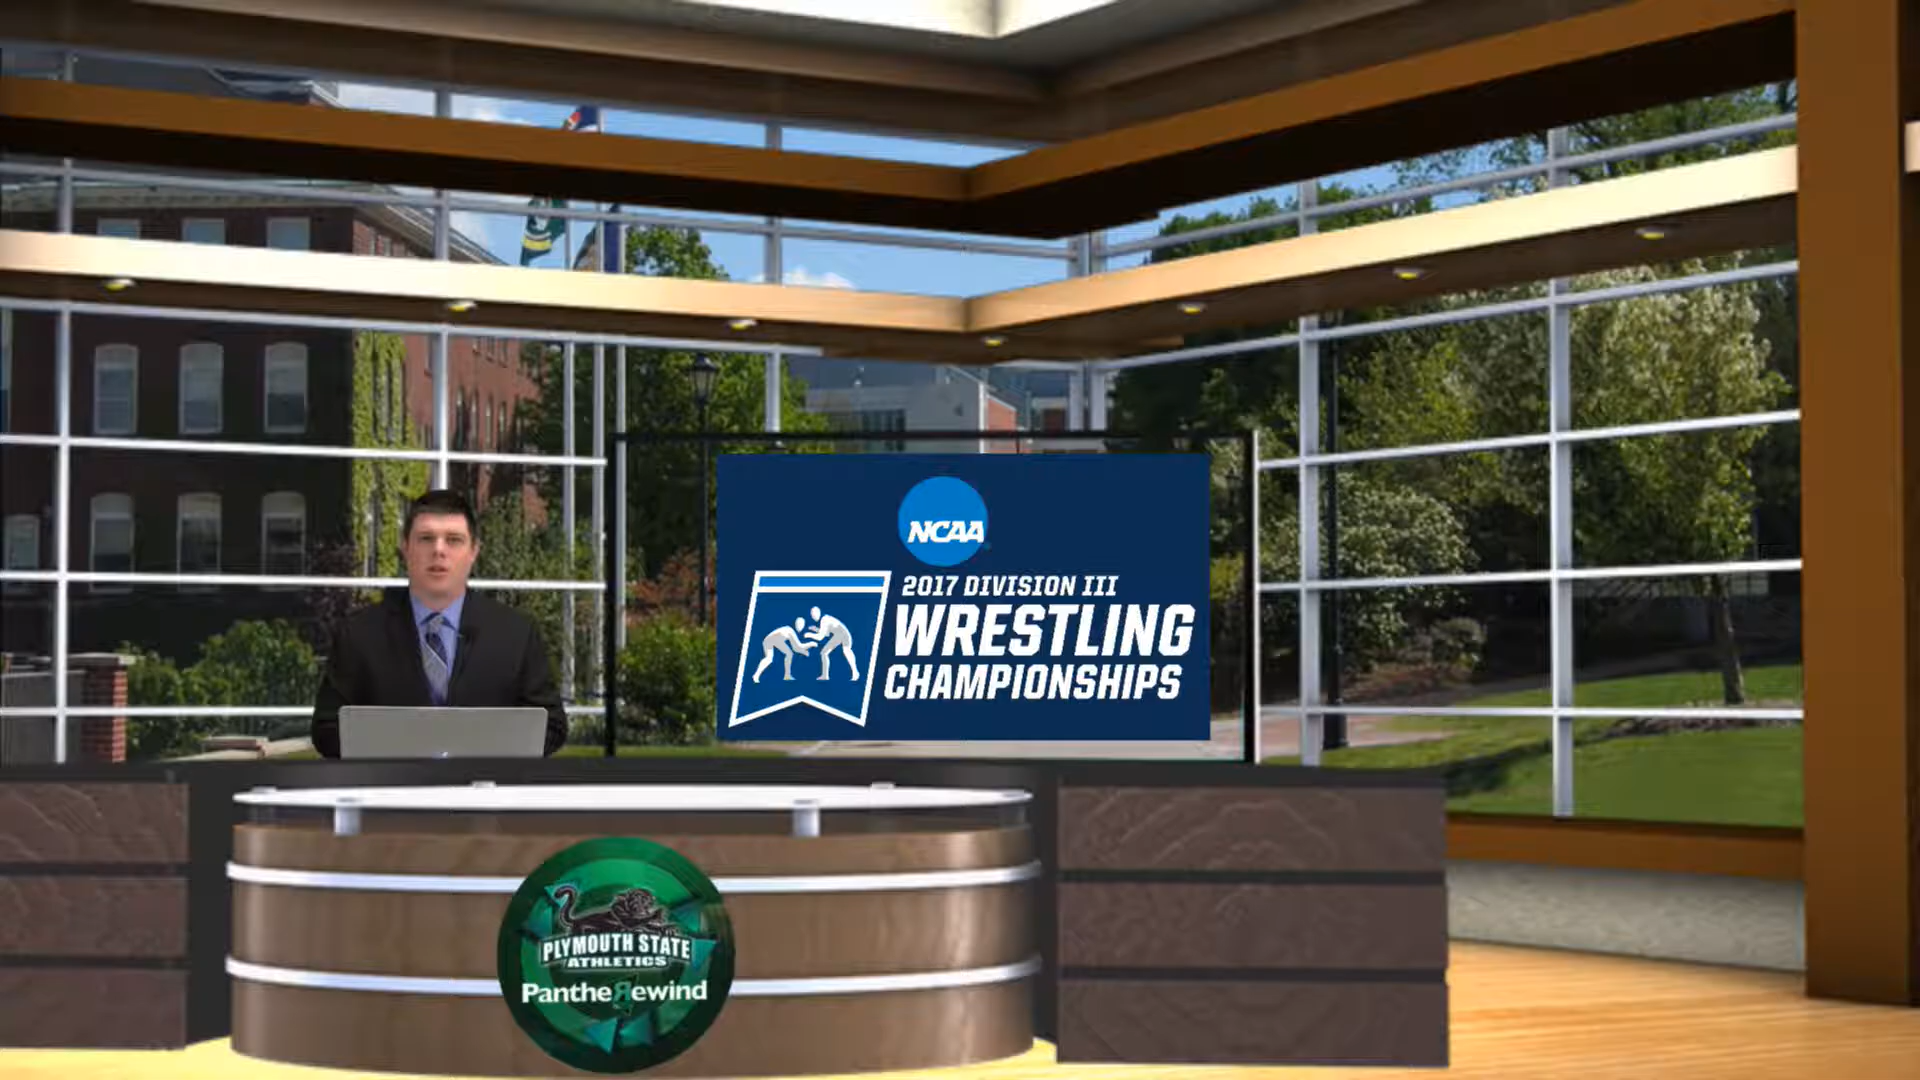 NCAA
2017 DIVISION III
WRESTLING
CHAMPIONSHIPS
PLYMOUTH STATE
ATHLETICS
PantheRewind